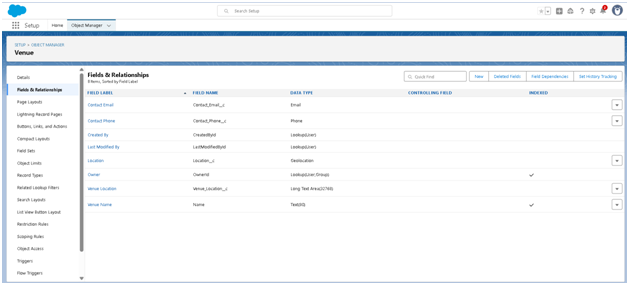 Search Setup
Setup
Home
Object Manager
SETUP > OBJECT MANAGER
Venue
Details
Fields & Relationships
Page Layouts
Lightning Record Pages
Buttons, Links, and Actions
Compact Layouts
Field Sets
Object Limits
Record Types
Related Lookup Filters
Search Layouts
List View Button Layout
Restriction Rules
Scoping Rules
Object Access
Triggers
Flow Triggers
Fields & Relationships
8 Items, Sorted by Field Label
Quick Find
New
Deleted Fields
Field Dependencies
Set History Tracking
FIELD LABEL FIELD NAME DATA TYPE CONTROLLING FIELD INDEXED
Contact Email Contact_Email__c Email
Contact Phone Contact_Phone__c Phone
Created By CreatedById Lookup(User)
Last Modified By LastModifiedById Lookup(User)
Location Location__c Geolocation
Owner OwnerId Lookup(User,Group)
Venue Location Venue_Location__c Long Text Area(32768)
Venue Name Name Text(80)